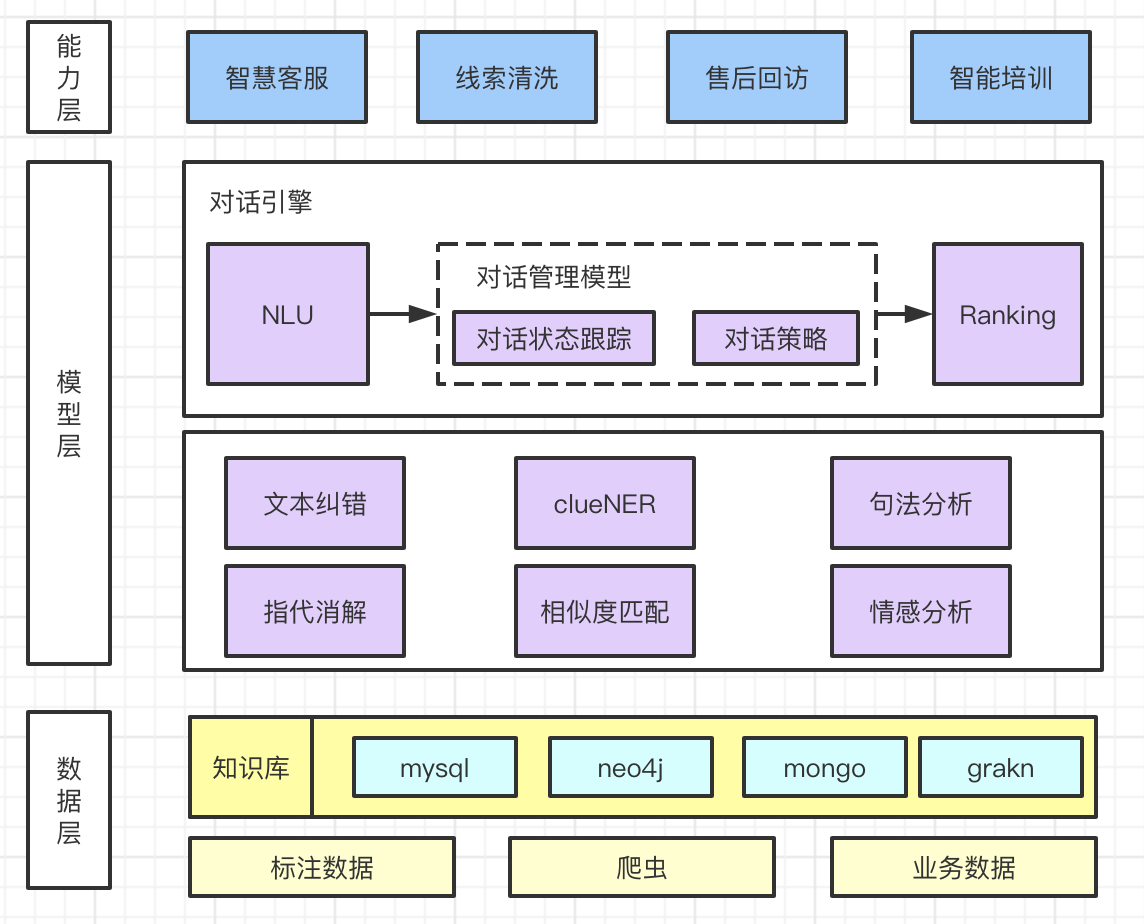 能力层
智慧客服
线索清洗
售后回访
智能培训
模型层
对话引擎
NLU
对话管理模型
对话状态跟踪
对话策略
Ranking
文本纠错
clueNER
句法分析
指代消解
相似度匹配
情感分析
数据层
知识库
mysql
neo4j
mongo
grakn
标注数据
爬虫
业务数据